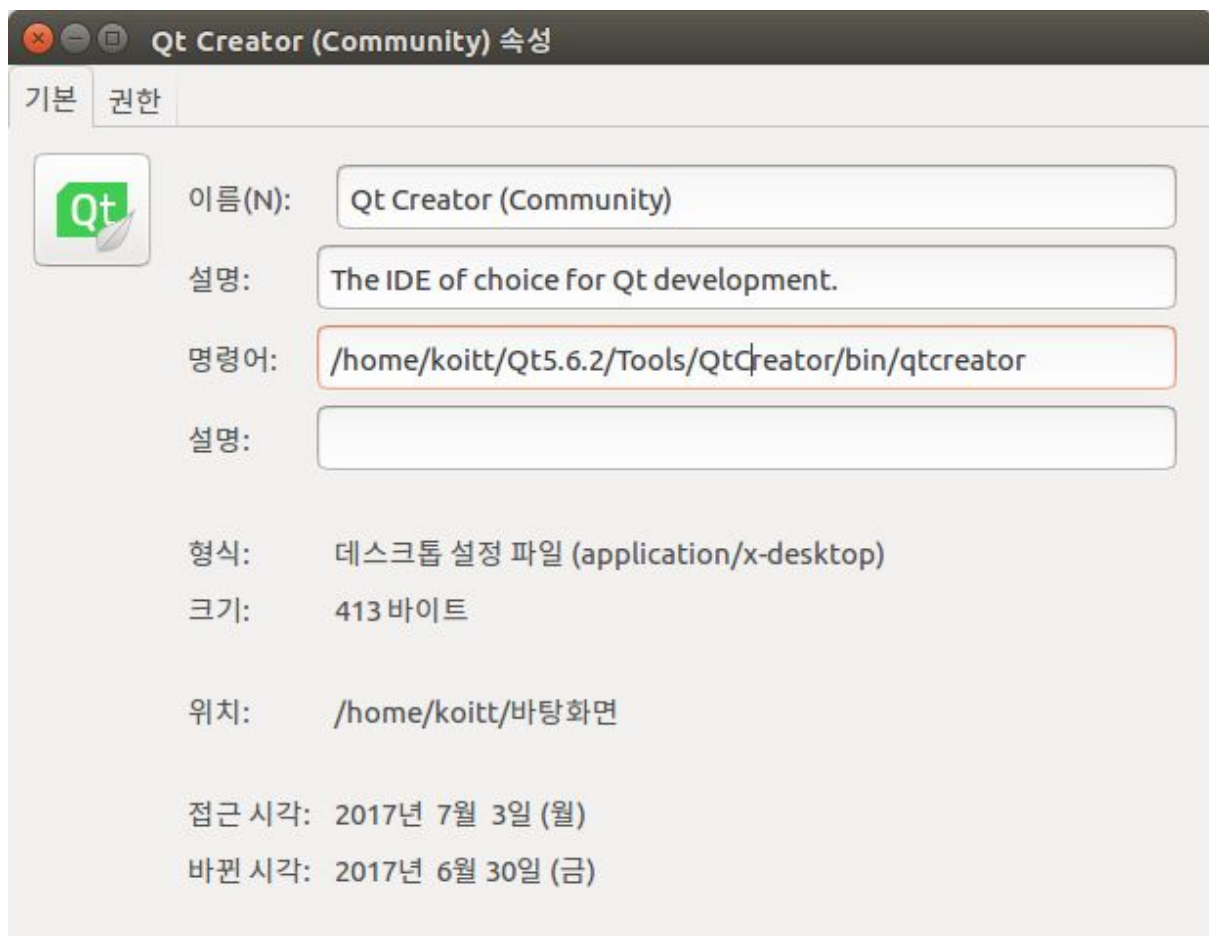 Qt Creator (Community) 속성
기본 권한
Qt
이름(N): Qt Creator (Community)
설명: The IDE of choice for Qt development.
명령어: /home/koitt/Qt5.6.2/Tools/QtCreator/bin/qtcreator
설명:
형식: 데스크톱 설정 파일 (application/x-desktop)
크기: 413 바이트
위치: /home/koitt/바탕화면
접근 시각: 2017년 7월 3일 (월)
바뀐 시각: 2017년 6월 30일 (금)